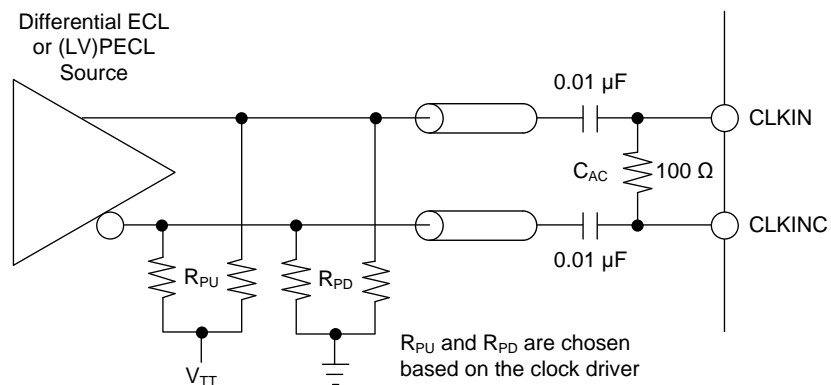 Differential ECL
or (LV)PECL
Source
0.01 µF
CLKIN
C_AC
100 Ω
CLKINC
0.01 µF
R_PU
R_PD
R_PU and R_PD are chosen
based on the clock driver
V_TT